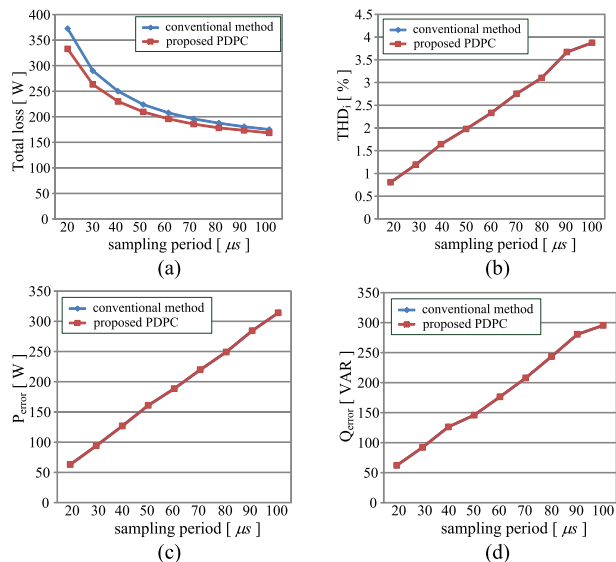 400
350
300
250
200
150
100
50
0
Total loss [ W ]
conventional method
proposed PDPC
20 30 40 50 60 70 80 90 100
sampling period [ μs ]
(a)
4.5
4
3.5
3
2.5
2
1.5
1
0.5
0
THDi [ % ]
conventional method
proposed PDPC
20 30 40 50 60 70 80 90 100
sampling period [ μs ]
(b)
350
300
250
200
150
100
50
0
Perror [ W ]
conventional method
proposed PDPC
20 30 40 50 60 70 80 90 100
sampling period [ μs ]
(c)
350
300
250
200
150
100
50
0
Qerror [ VAR ]
conventional method
proposed PDPC
20 30 40 50 60 70 80 90 100
sampling period [ μs ]
(d)